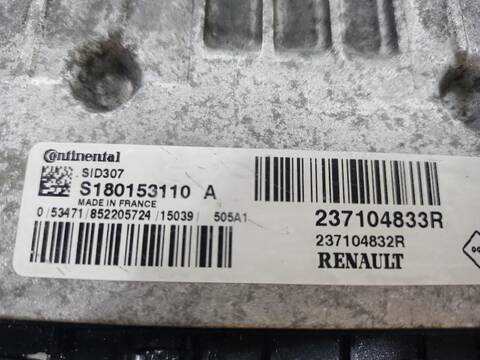 Continental
SID307
S180153110 A
MADE IN FRANCE
0/53471/852205724/15039/ 505A1
237104833R
237104832R
RENAULT